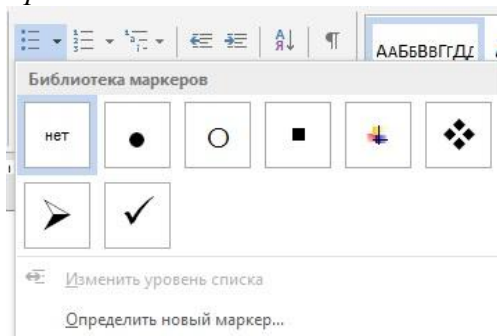 АаБбВвГгДд
Библиотека маркеров
нет
Изменить уровень списка
Определить новый маркер...